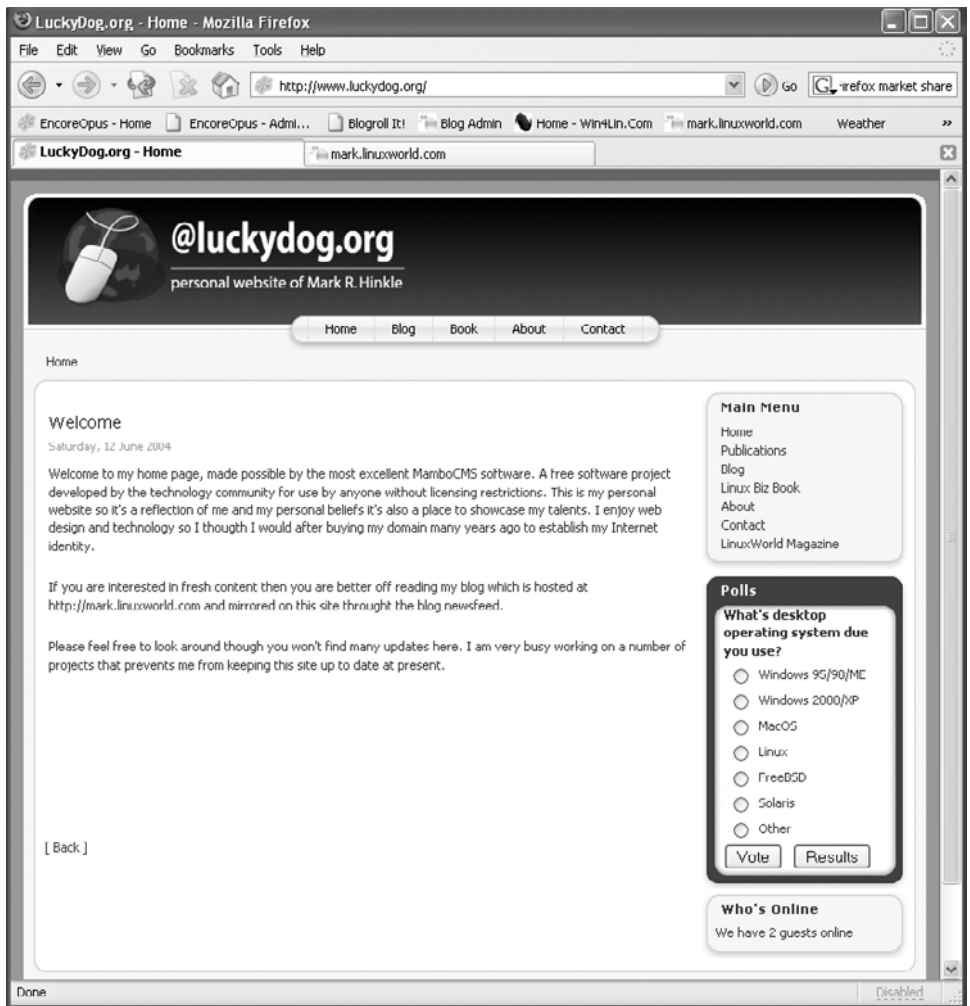 LuckyDog.org - Home - Mozilla Firefox
File Edit View Go Bookmarks Tools Help
http://www.luckydog.org/ Go G irefox market share
EncoreOpus - Home EncoreOpus - Admi... Blogroll It! Blog Admin Home - Win4Lin.Com mark.linuxworld.com Weather »
LuckyDog.org - Home mark.linuxworld.com
@luckydog.org
personal website of Mark R. Hinkle
Home Blog Book About Contact
Home
Welcome
Saturday, 12 June 2004
Welcome to my home page, made possible by the most excellent MamboCMS software. A free software project
developed by the technology community for use by anyone without licensing restrictions. This is my personal
website so it's a reflection of me and my personal beliefs it's also a place to showcase my talents. I enjoy web
design and technology so I thougth I would after buying my domain many years ago to establish my Internet
identity.
If you are interested in fresh content then you are better off reading my blog which is hosted at
http://mark.linuxworld.com and mirrored on this site throught the blog newsfeed.
Please feel free to look around though you won't find many updates here. I am very busy working on a number of
projects that prevents me from keeping this site up to date at present.
[ Back ]
Main Menu
Home
Publications
Blog
Linux Biz Book
About
Contact
LinuxWorld Magazine
Polls
What's desktop
operating system due
you use?
Windows 95/90/ME
Windows 2000/XP
MacOS
Linux
FreeBSD
Solaris
Other
Vote Results
Who's Online
We have 2 guests online
Done Disabled